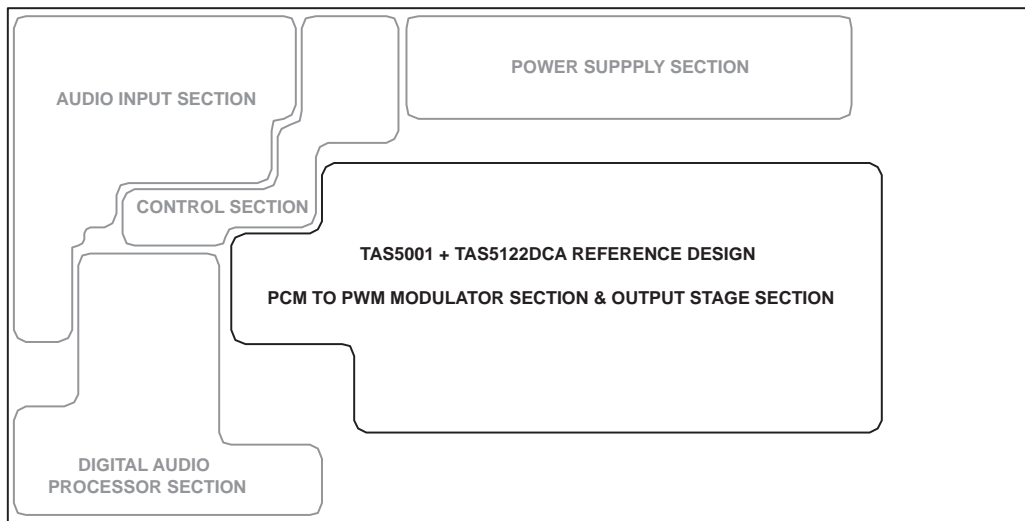 POWER SUPPPLY SECTION
AUDIO INPUT SECTION
CONTROL SECTION
TAS5001 + TAS5122DCA REFERENCE DESIGN
PCM TO PWM MODULATOR SECTION & OUTPUT STAGE SECTION
DIGITAL AUDIO
PROCESSOR SECTION